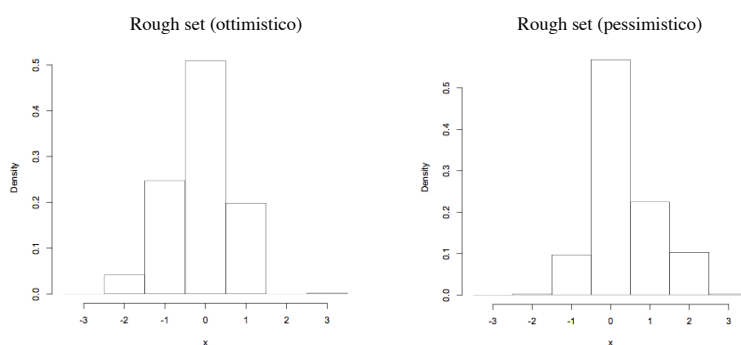 Rough set (ottimistico)
Density
0.0 0.1 0.2 0.3 0.4 0.5
-3 -2 -1 0 1 2 3
x
Rough set (pessimistico)
Density
0.0 0.1 0.2 0.3 0.4 0.5
-3 -2 -1 0 1 2 3
x